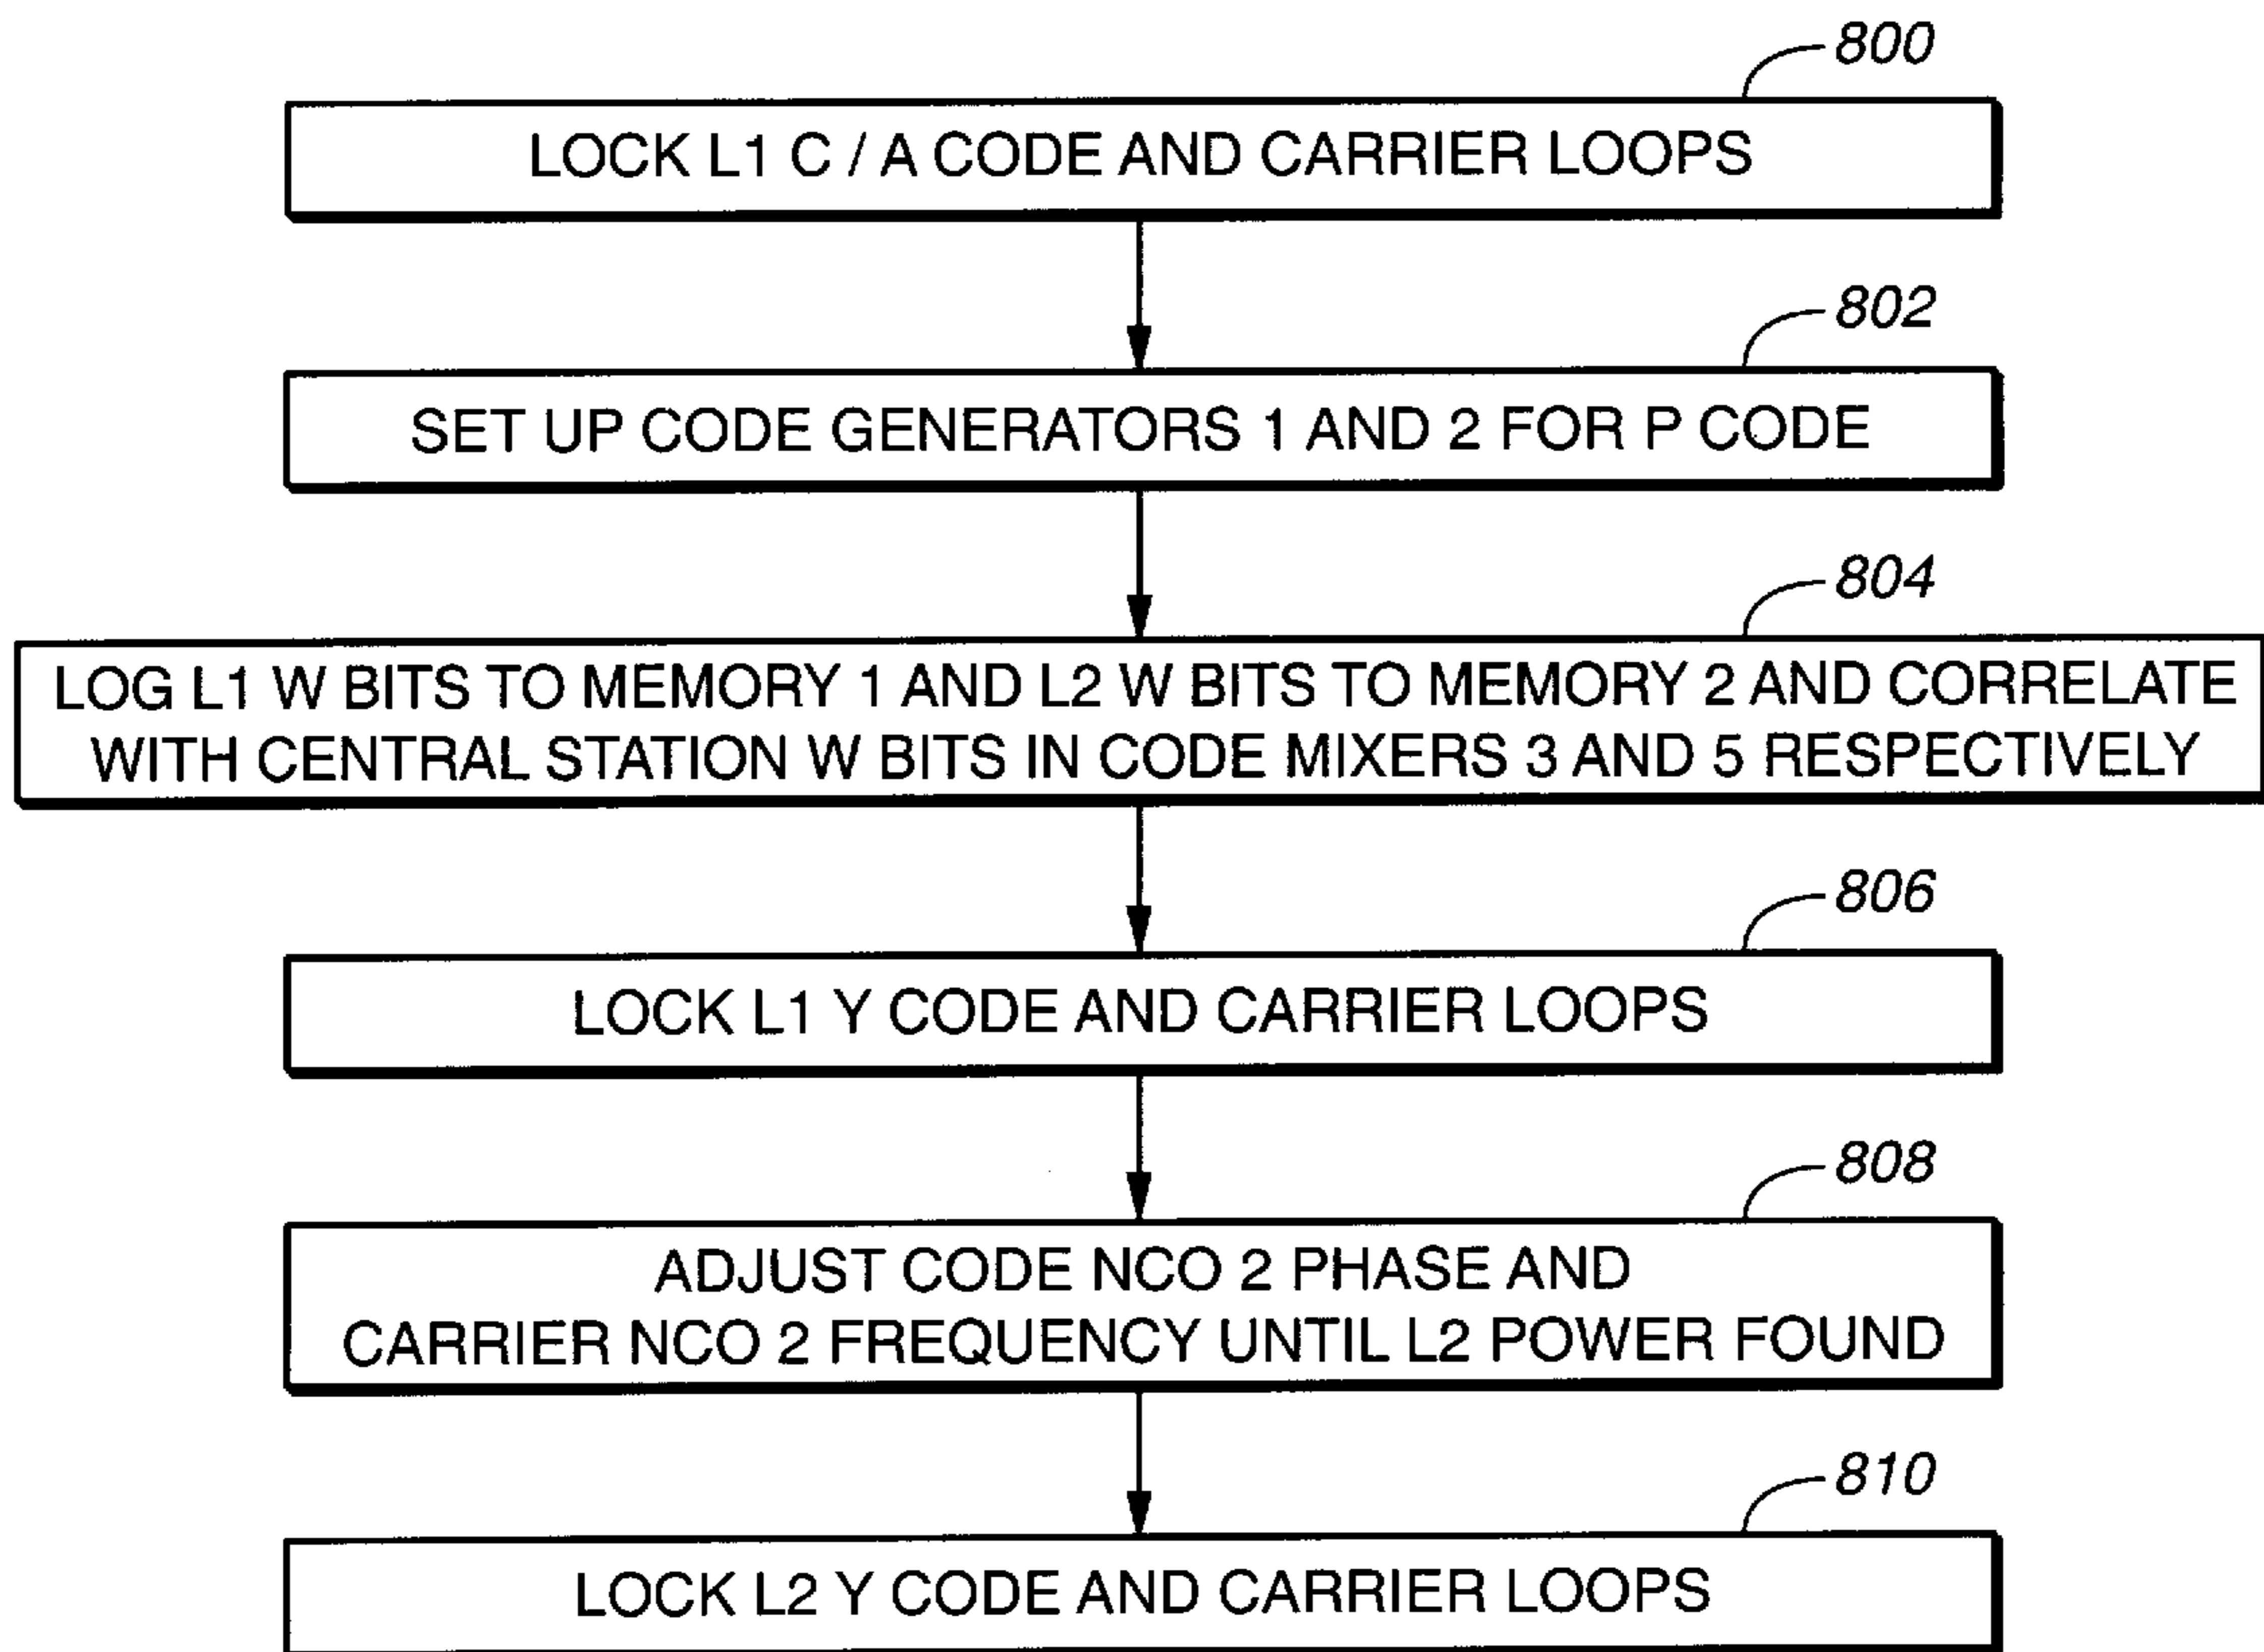 800
LOCK L1 C / A CODE AND CARRIER LOOPS
802
SET UP CODE GENERATORS 1 AND 2 FOR P CODE
804
LOG L1 W BITS TO MEMORY 1 AND L2 W BITS TO MEMORY 2 AND CORRELATE
WITH CENTRAL STATION W BITS IN CODE MIXERS 3 AND 5 RESPECTIVELY
806
LOCK L1 Y CODE AND CARRIER LOOPS
808
ADJUST CODE NCO 2 PHASE AND
CARRIER NCO 2 FREQUENCY UNTIL L2 POWER FOUND
810
LOCK L2 Y CODE AND CARRIER LOOPS